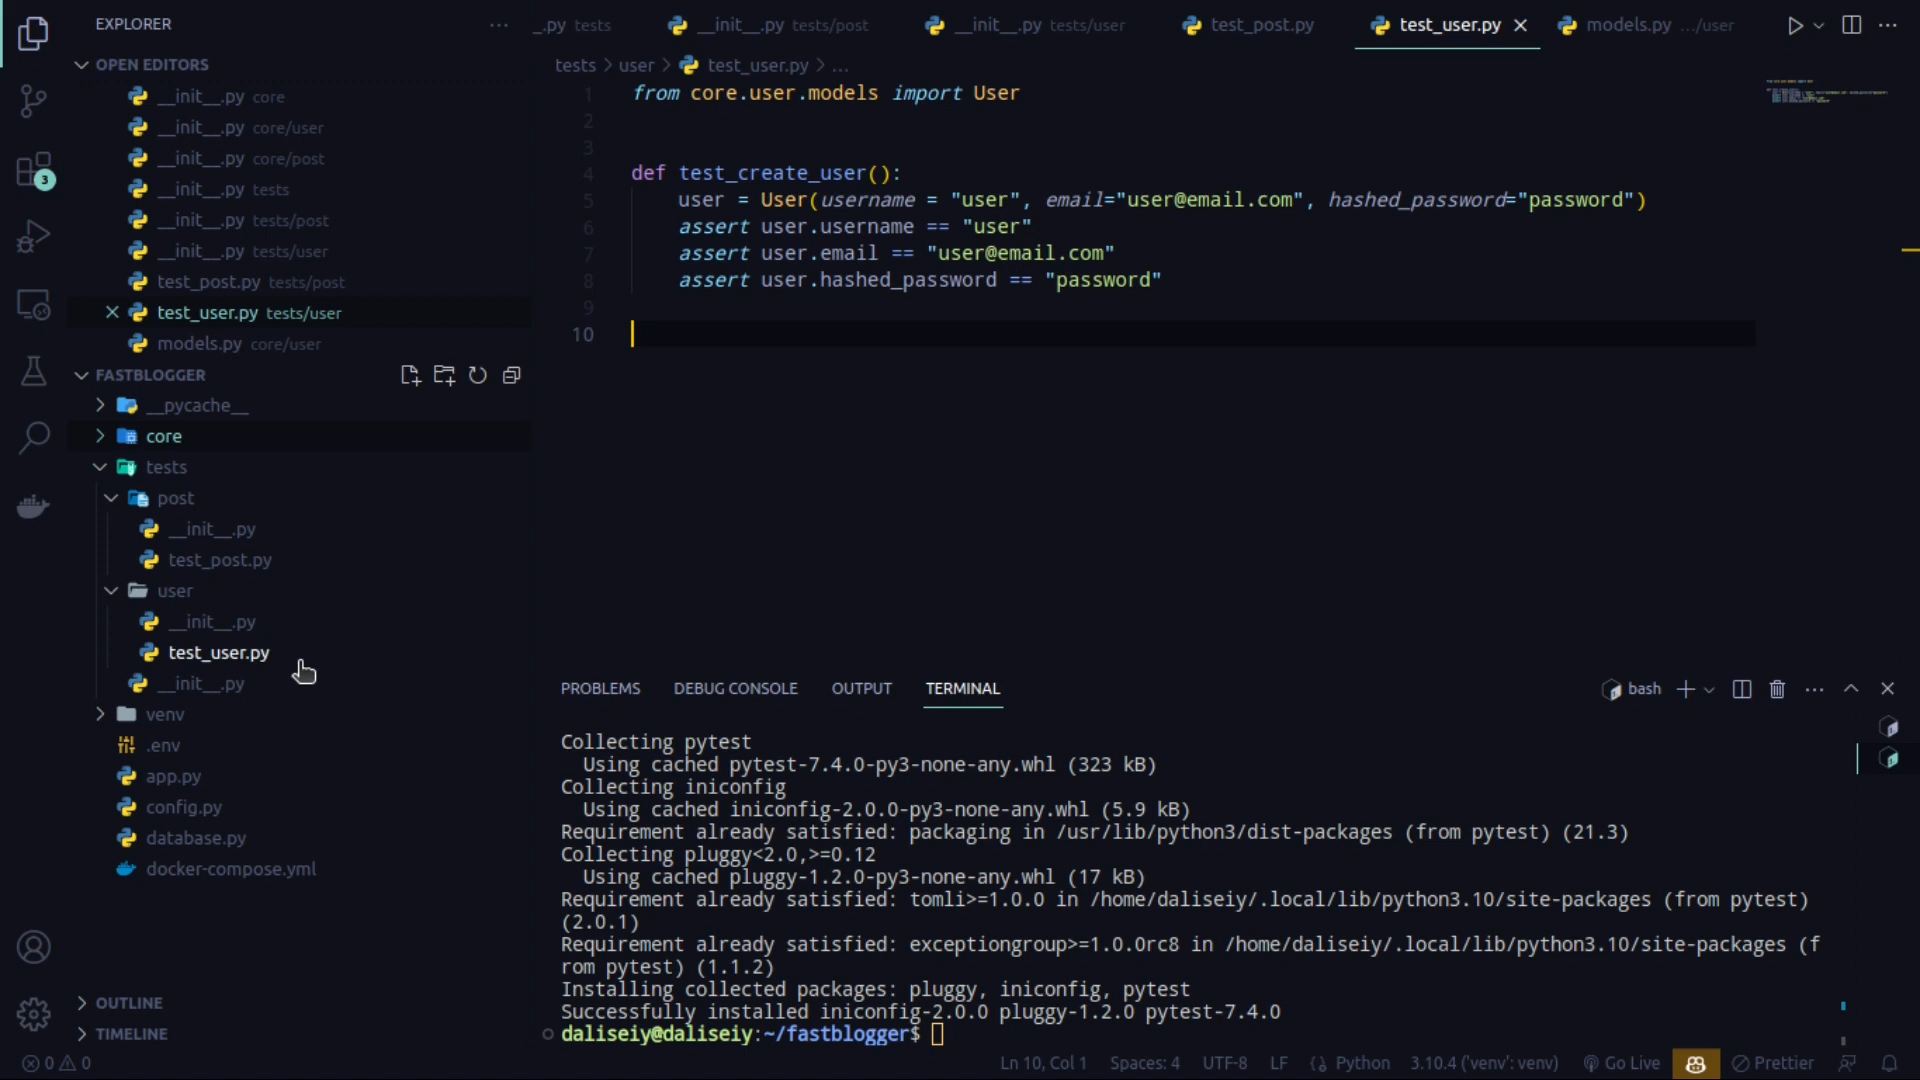 EXPLORER
OPEN EDITORS
__init__.py core
__init__.py core/user
__init__.py core/post
__init__.py tests
__init__.py tests/post
__init__.py tests/user
test_post.py tests/post
test_user.py tests/user
models.py core/user
FASTBLOGGER
__pycache__
core
tests
post
__init__.py
test_post.py
user
__init__.py
test_user.py
__init__.py
venv
.env
app.py
config.py
database.py
docker-compose.yml
OUTLINE
TIMELINE
3
_.py tests
__init__.py tests/post
__init__.py tests/user
test_post.py
test_user.py
models.py .../user
tests > user > test_user.py > ...
1 from core.user.models import User
2
3
4 def test_create_user():
5 user = User(username = "user", email="user@email.com", hashed_password="password")
6 assert user.username == "user"
7 assert user.email == "user@email.com"
8 assert user.hashed_password == "password"
9
10
PROBLEMS DEBUG CONSOLE OUTPUT TERMINAL
bash
Collecting pytest
Using cached pytest-7.4.0-py3-none-any.whl (323 kB)
Collecting iniconfig
Using cached iniconfig-2.0.0-py3-none-any.whl (5.9 kB)
Requirement already satisfied: packaging in /usr/lib/python3/dist-packages (from pytest) (21.3)
Collecting pluggy<2.0,>=0.12
Using cached pluggy-1.2.0-py3-none-any.whl (17 kB)
Requirement already satisfied: tomli>=1.0.0 in /home/daliseiy/.local/lib/python3.10/site-packages (from pytest)
(2.0.1)
Requirement already satisfied: exceptiongroup>=1.0.0rc8 in /home/daliseiy/.local/lib/python3.10/site-packages (f
rom pytest) (1.1.2)
Installing collected packages: pluggy, iniconfig, pytest
Successfully installed iniconfig-2.0.0 pluggy-1.2.0 pytest-7.4.0
daliseiy@daliseiy:~/fastblogger$
0 0 Ln 10, Col 1 Spaces: 4 UTF-8 LF Python 3.10.4 ('venv': venv) Go Live Prettier